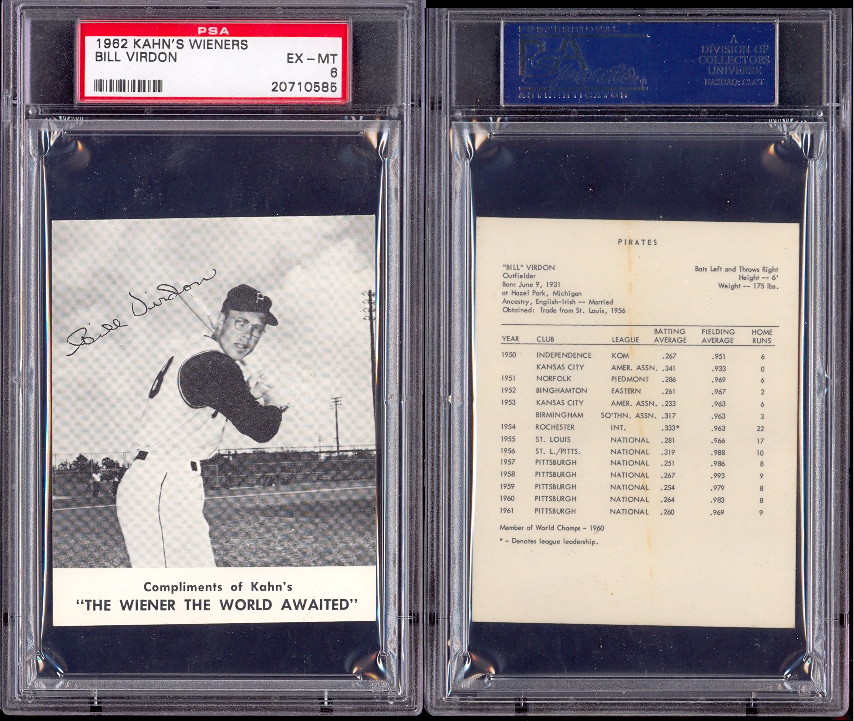 PSA
1962 KAHN'S WIENERS
BILL VIRDON EX-MT
6
20710585
Bill Virdon
P
Compliments of Kahn's
"THE WIENER THE WORLD AWAITED"
PROFESSIONAL
PSA
AUTHENTICATOR
A
DIVISION OF
COLLECTORS
UNIVERSE
NASDAQ: CLCT
PIRATES
"BILL" VIRDON Bats Left and Throws Right
Outfielder Height -- 6'
Born June 9, 1931 Weight -- 175 lbs.
at Hazel Park, Michigan
Ancestry, English-Irish -- Married
Obtained: Trade from St. Louis, 1956
BATTING FIELDING HOME
YEAR CLUB LEAGUE AVERAGE AVERAGE RUNS
1950 INDEPENDENCE KOM .267 .951 6
KANSAS CITY AMER. ASSN. .341 .933 0
1951 NORFOLK PIEDMONT .286 .969 6
1952 BINGHAMTON EASTERN .261 .967 2
1953 KANSAS CITY AMER. ASSN. .233 .963 6
BIRMINGHAM SO'THN. ASSN. .317 .963 3
1954 ROCHESTER INT. .333* .963 22
1955 ST. LOUIS NATIONAL .281 .966 17
1956 ST. L./PITTS. NATIONAL .319 .988 10
1957 PITTSBURGH NATIONAL .251 .986 8
1958 PITTSBURGH NATIONAL .267 .993 9
1959 PITTSBURGH NATIONAL .254 .979 8
1960 PITTSBURGH NATIONAL .264 .983 8
1961 PITTSBURGH NATIONAL .260 .969 9
Member of World Champs - 1960
* - Denotes league leadership.